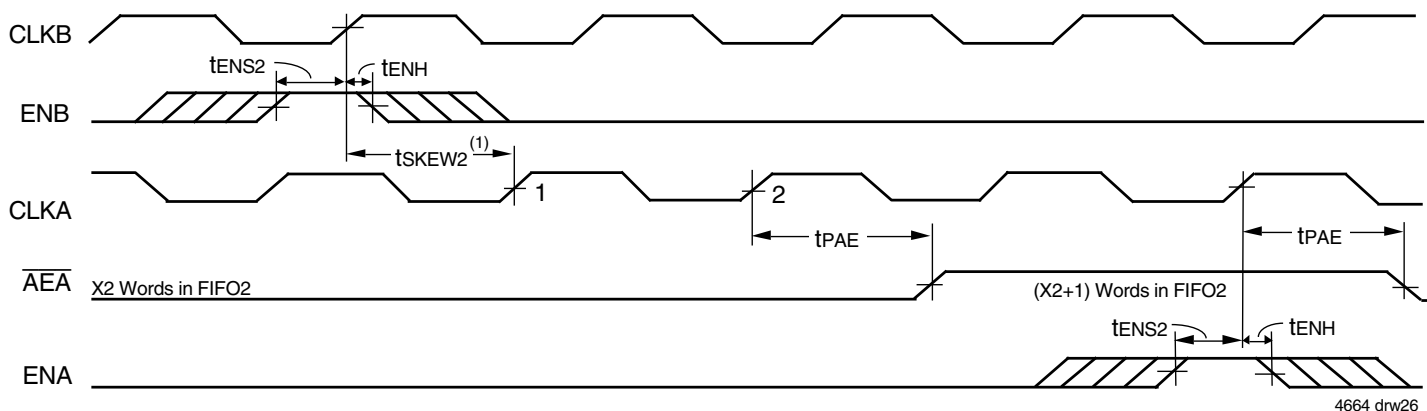 CLKB
tENS2
tENH
ENB
tSKEW2 (1)
1
2
CLKA
tPAE
tPAE
AEA
X2 Words in FIFO2
(X2+1) Words in FIFO2
tENS2
tENH
ENA
4664 drw26